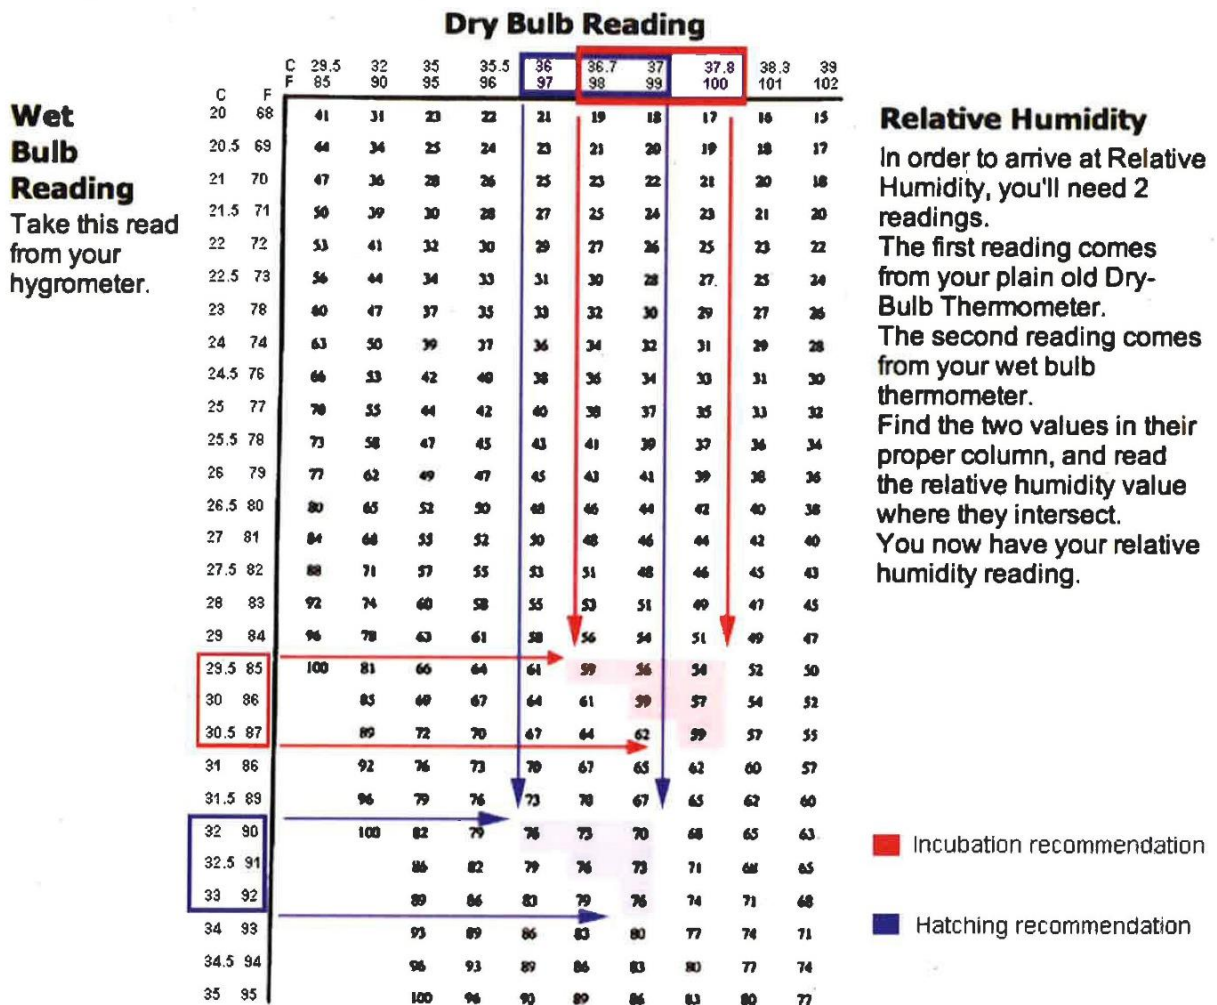 Dry Bulb Reading
C 29.5 32 35 35.5 36 36.7 37 37.8 38.3 39
F 85 90 95 96 97 98 99 100 101 102
C F
Wet
Bulb
Reading
Take this read
from your
hygrometer.
20 68 41 31 23 22 21 19 18 17 16 15
20.5 69 44 34 25 24 23 21 20 19 18 17
21 70 47 36 28 26 25 23 22 21 20 18
21.5 71 50 39 30 28 27 25 24 23 21 20
22 72 53 41 32 30 29 27 26 25 23 22
22.5 73 56 44 34 33 31 30 28 27. 25 24
23 78 60 47 37 35 33 32 30 29 27 26
24 74 63 50 39 37 36 34 32 31 29 28
24.5 76 66 53 42 40 38 36 34 33 31 30
25 77 70 55 44 42 40 38 37 35 33 32
25.5 78 73 58 47 45 43 41 39 37 36 34
26 79 77 62 49 47 45 43 41 39 38 36
26.5 80 80 65 52 50 48 46 44 42 40 38
27 81 84 68 55 52 50 48 46 44 42 40
27.5 82 88 71 57 55 53 51 48 46 45 43
28 83 92 74 60 58 55 53 51 49 47 45
29 84 96 78 63 61 58 56 54 51 49 47
29.5 85 100 81 66 64 61 59 56 54 52 50
30 86 85 69 67 64 61 59 57 54 52
30.5 87 89 72 70 67 64 62 59 57 55
31 86 92 76 73 70 67 65 62 60 57
31.5 89 96 79 76 73 70 67 65 62 60
32 90 100 82 79 76 73 70 68 65 63
32.5 91 86 82 79 76 73 71 68 65
33 92 89 86 83 79 76 74 71 68
34 93 93 89 86 83 80 77 74 71
34.5 94 96 93 89 86 83 80 77 74
35 95 100 96 90 89 86 83 80 77
Relative Humidity
In order to arrive at Relative
Humidity, you'll need 2
readings.
The first reading comes
from your plain old Dry-
Bulb Thermometer.
The second reading comes
from your wet bulb
thermometer.
Find the two values in their
proper column, and read
the relative humidity value
where they intersect.
You now have your relative
humidity reading.
Incubation recommendation
Hatching recommendation